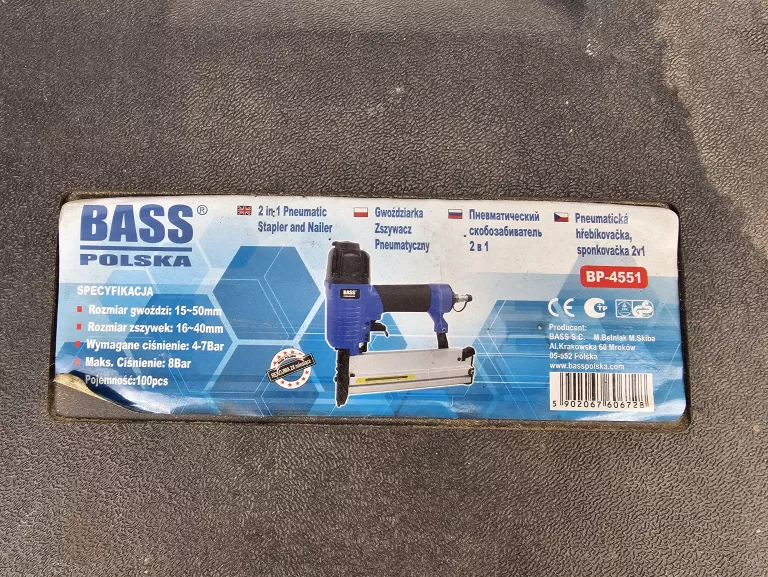 BASS®
POLSKA
2 in 1 Pneumatic
Stapler and Nailer
Gwoździarka
Zszywacz
Pneumatyczny
Пневматический
скобозабиватель
2 в 1
Pneumatická
hřebíkovačka,
sponkovačka 2v1
BP-4551
SPECYFIKACJA
Rozmiar gwoździ: 15~50mm
Rozmiar zszywek: 16~40mm
Wymagane ciśnienie: 4-7Bar
Maks. Ciśnienie: 8Bar
Pojemność:100pcs
BASS
CE
Producent:
BASS S.C. M.Belniak M.Skiba
Al.Krakowska 60 Mroków
05-552 Polska
www.basspolska.com
5 902067 606728